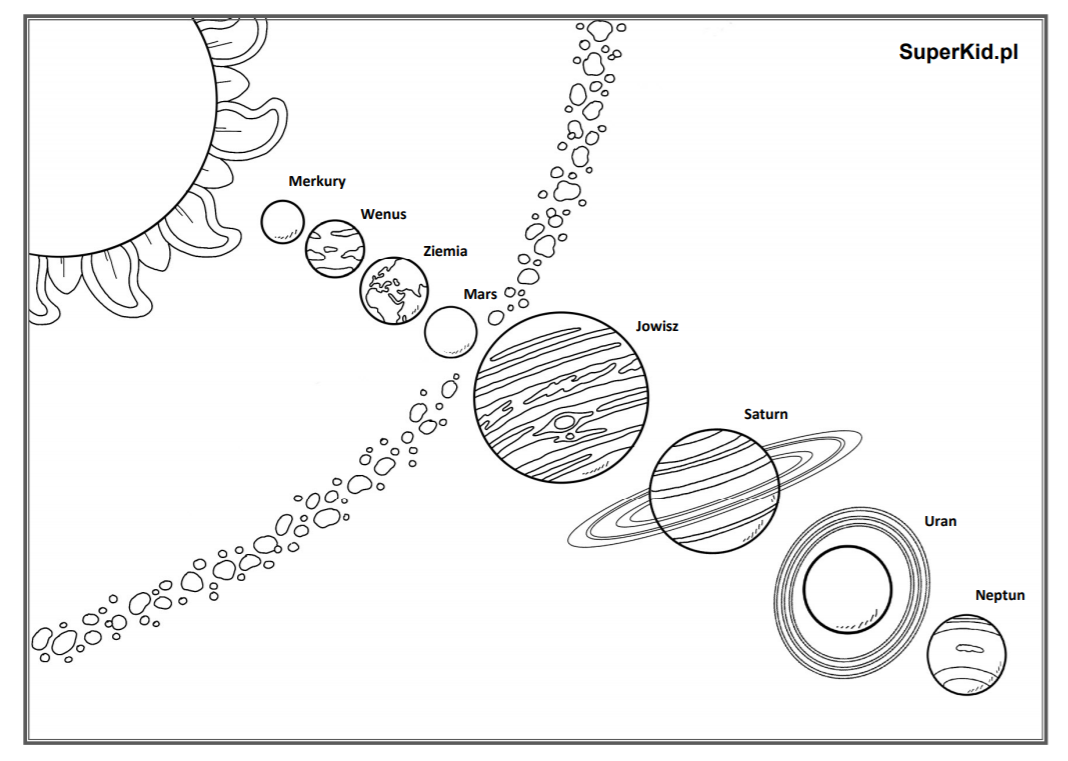 SuperKid.pl
Merkury
Wenus
Ziemia
Mars
Jowisz
Saturn
Uran
Neptun